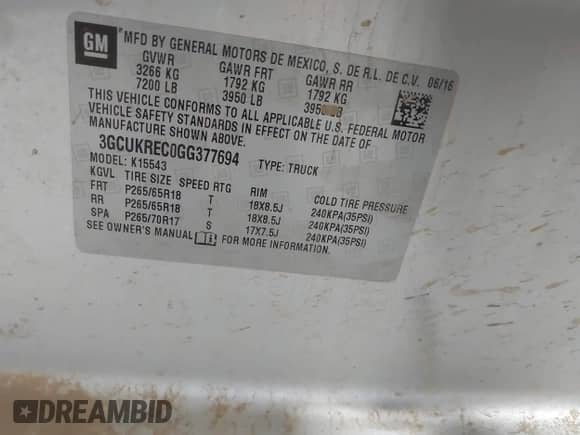 GM
MFD BY GENERAL MOTORS DE MEXICO, S. DE R.L. DE C.V. 06/16
GVWR GAWR FRT GAWR RR
3266 KG 1792 KG 1792 KG
7200 LB 3950 LB 3950 LB
THIS VEHICLE CONFORMS TO ALL APPLICABLE U.S. FEDERAL MOTOR
VEHICLE SAFETY STANDARDS IN EFFECT ON THE DATE OF
MANUFACTURE SHOWN ABOVE.
3GCUKREC0GG377694
MODEL: K15543 TYPE: TRUCK
KGVL TIRE SIZE SPEED RTG RIM COLD TIRE PRESSURE
FRT P265/65R18 T 18X8.5J 240KPA(35PSI)
RR P265/65R18 T 18X8.5J 240KPA(35PSI)
SPA P265/70R17 S 17X7.5J 240KPA(35PSI)
SEE OWNER'S MANUAL FOR MORE INFORMATION.
DREAMBID